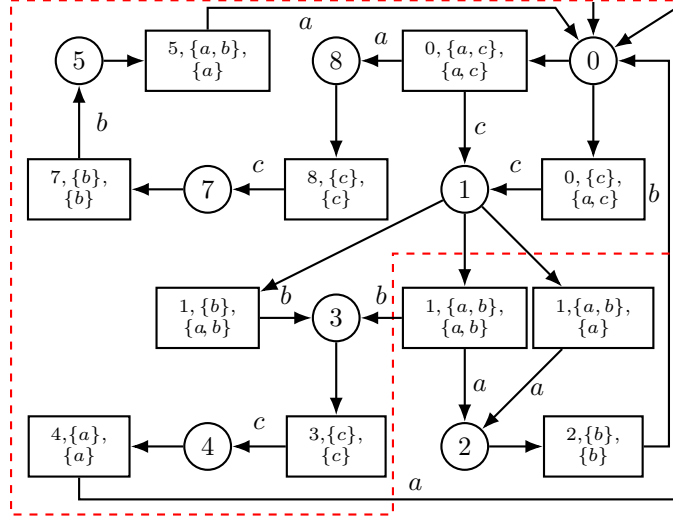 a
5
5, {a, b},
{a}
8
a
0, {a, c},
{a, c}
0
b
c
7, {b},
{b}
7
c
8, {c},
{c}
1
c
0, {c},
{a, c}
b
1, {b},
{a, b}
b
3
b
1, {a, b},
{a, b}
1,{a, b},
{a}
a
a
4,{a},
{a}
4
c
3,{c},
{c}
2
2,{b},
{b}
a